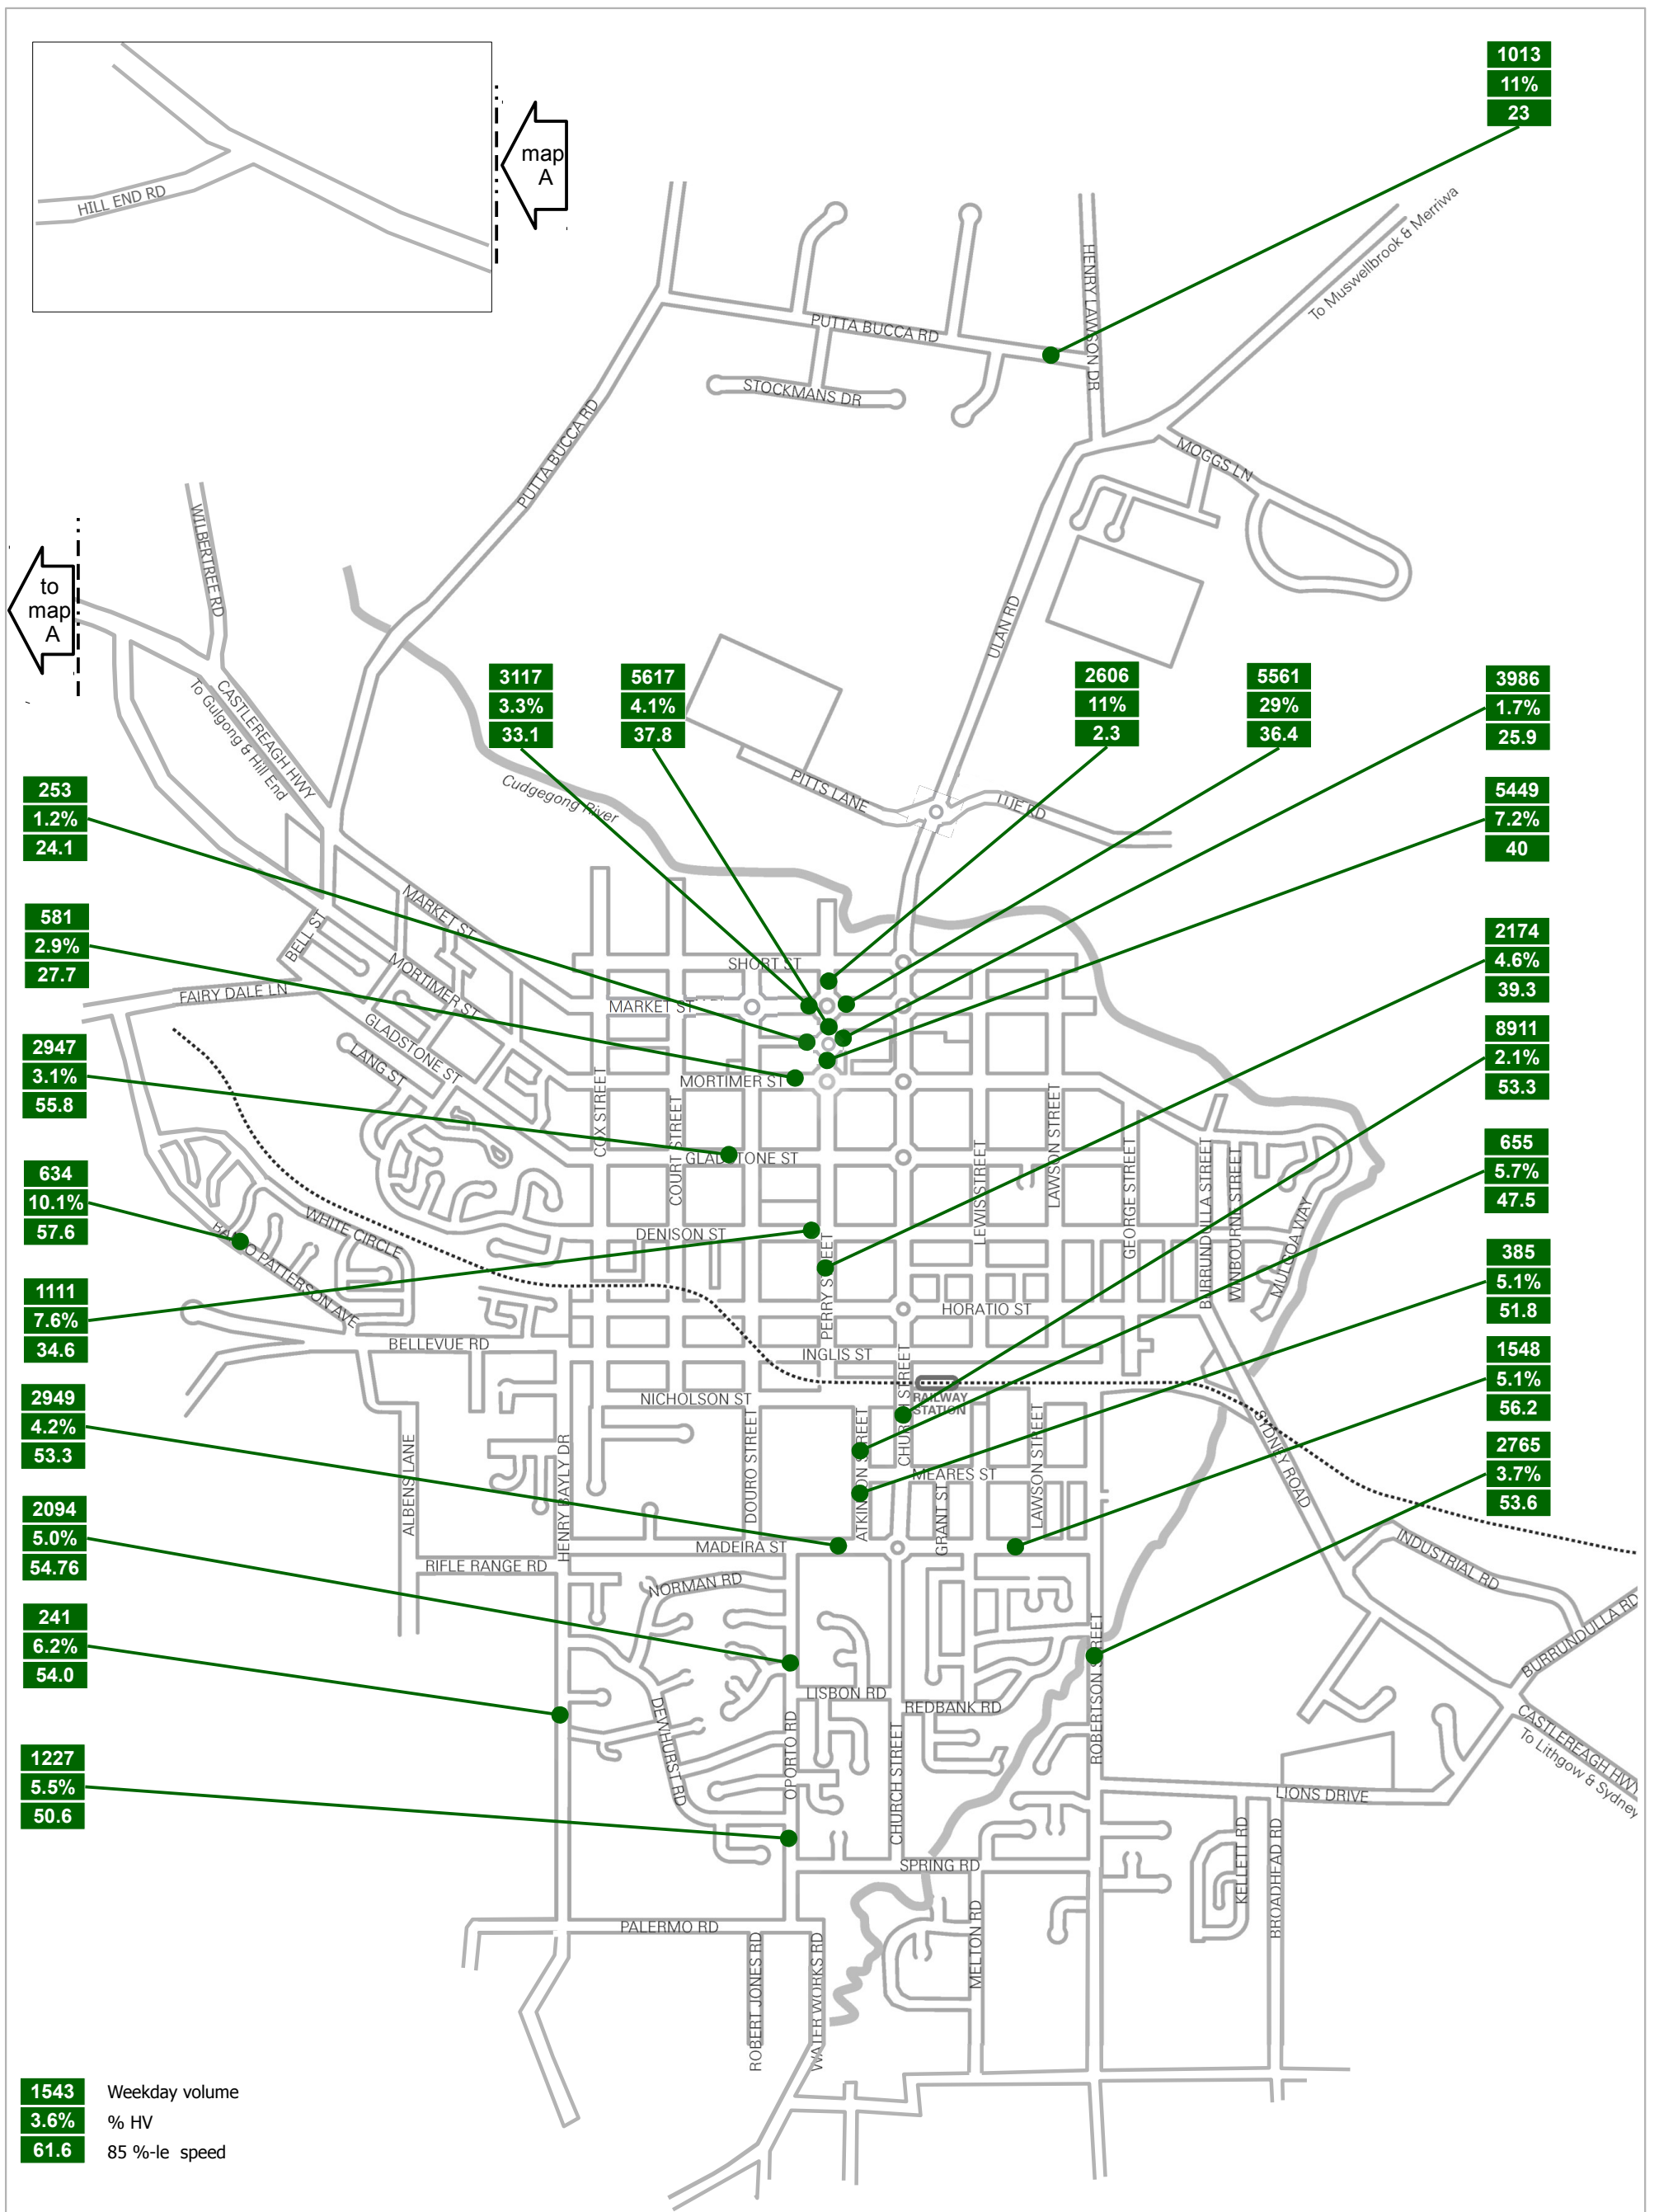 1013
11%
23
map
A
HILL END RD
To Muswellbrook & Merriwa
HENRY LAWSON DR
PUTTA BUCCA RD
STOCKMANS DR
MOGGS LN
PUTTA BUCCA RD
WILBERTREE RD
to
map
A
ULAN RD
CASTLEREAGH HWY
To Gulgong & Hill End
3117
3.3%
33.1
5617
4.1%
37.8
2606
11%
2.3
5561
29%
36.4
3986
1.7%
25.9
Cudgegong River
PITTS LANE
253
1.2%
24.1
5449
7.2%
40
MARKET ST
581
2.9%
27.7
BELL ST
MORTIMER ST
SHORT ST
2174
4.6%
39.3
FAIRY DALE LN
MARKET ST
GLADSTONE ST
LANG ST
2947
3.1%
55.8
8911
2.1%
53.3
MORTIMER ST
COX STREET
COURT STREET
LAWSON STREET
GLADSTONE ST
LEWIS STREET
GEORGE STREET
BURRUNDULLA STREET
WINBOURNE STREET
MULGOA WAY
655
5.7%
47.5
634
10.1%
57.6
WHITE CIRCLE
BANJO PATTERSON AVE
DENISON ST
PERRY STREET
385
5.1%
51.8
1111
7.6%
34.6
HORATIO ST
BELLEVUE RD
INGLIS ST
1548
5.1%
56.2
2949
4.2%
53.3
NICHOLSON ST
RAILWAY
STATION
CHURCH STREET
ALBENS LANE
HENRY BAYLY DR
DOURO STREET
ATKINSON STREET
MEARES ST
GRANT ST
LAWSON STREET
SYDNEY ROAD
2765
3.7%
53.6
2094
5.0%
54.76
MADEIRA ST
RIFLE RANGE RD
NORMAN RD
INDUSTRIAL RD
BURRUNDULLA RD
241
6.2%
54.0
LISBON RD
REDBANK RD
ROBERTSON STREET
DEWHURST RD
OPORTO RD
CHURCH STREET
CASTLEREAGH HWY
To Lithgow & Sydney
1227
5.5%
50.6
LIONS DRIVE
SPRING RD
KELLETT RD
BROADHEAD RD
PALERMO RD
ROBERT JONES RD
WATER WORKS RD
MELTON RD
1543 Weekday volume
3.6% % HV
61.6 85 %-le speed